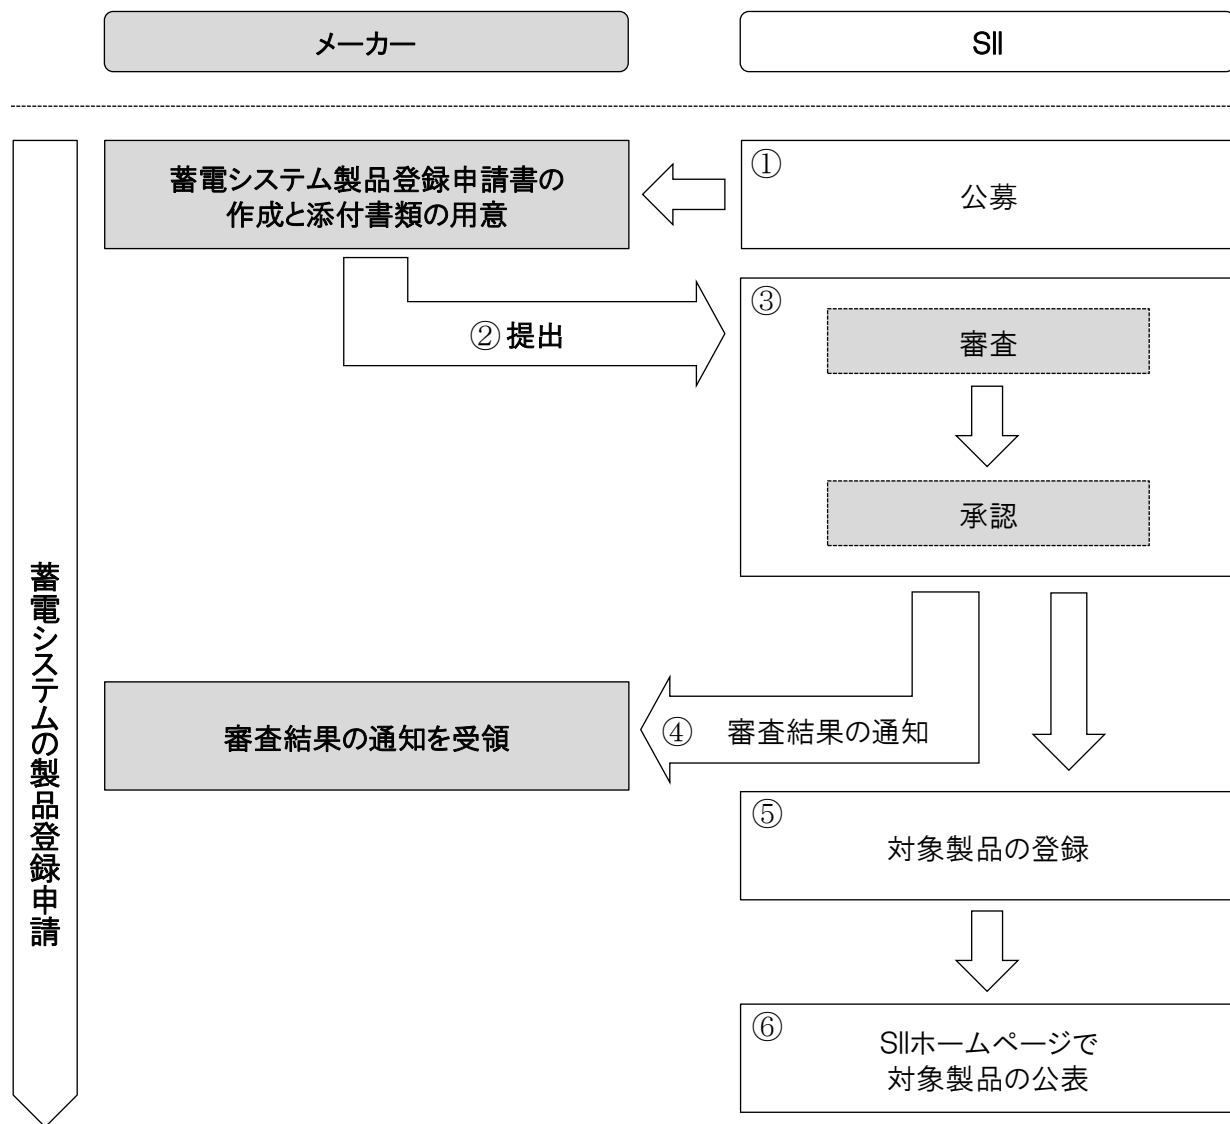 メーカー
SII
①
公募
蓄電システム製品登録申請書の
作成と添付書類の用意
② 提出
③
審査
承認
蓄電システムの製品登録申請
④ 審査結果の通知
審査結果の通知を受領
⑤
対象製品の登録
⑥
SIIホームページで
対象製品の公表